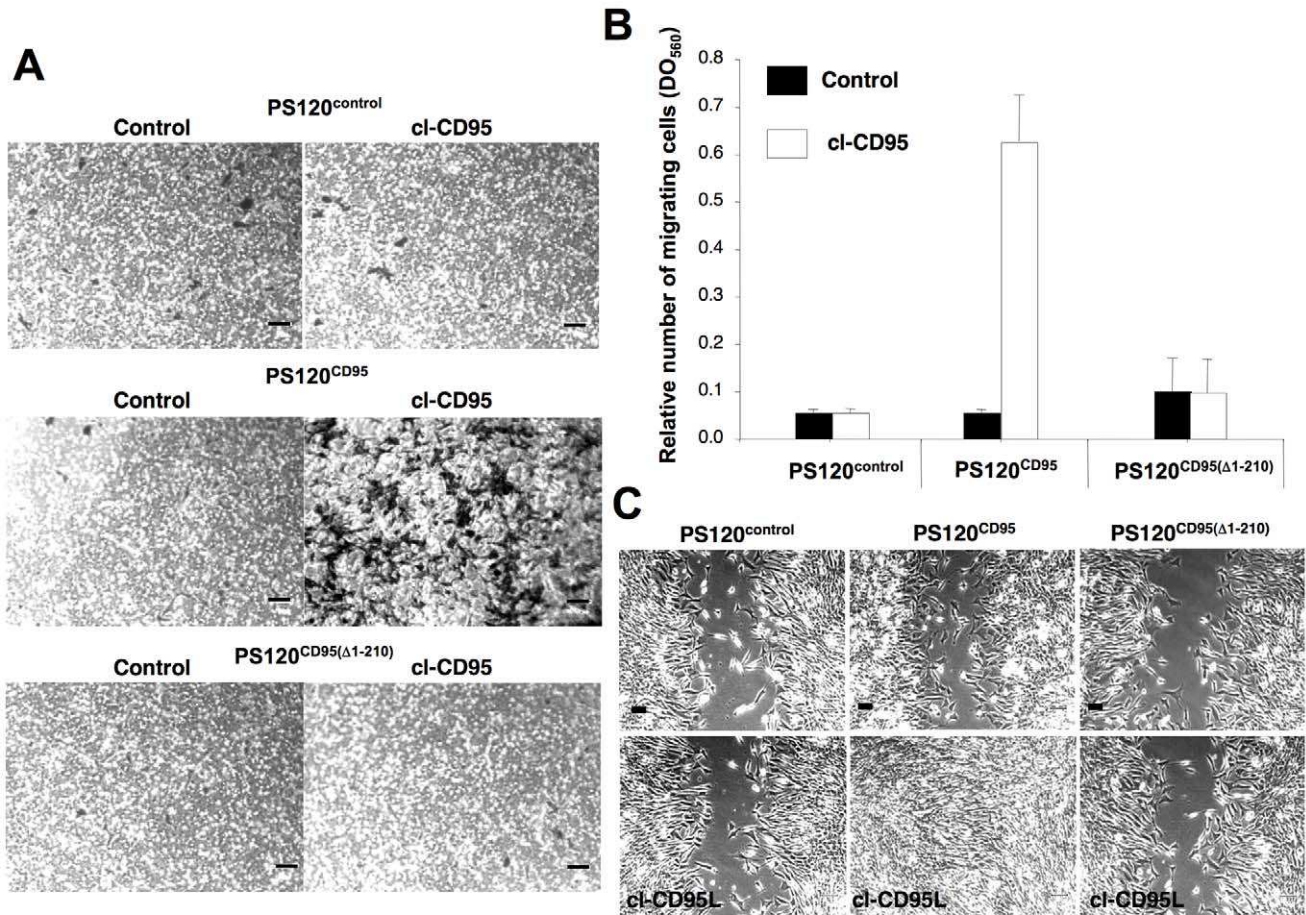 A
PS120control
Control cl-CD95
PS120CD95
Control cl-CD95
PS120CD95(Δ1-210)
Control cl-CD95
B
Relative number of migrating cells (DO560)
0.8
0.7
0.6
0.5
0.4
0.3
0.2
0.1
0.0
Control
cl-CD95
PS120control PS120CD95 PS120CD95(Δ1-210)
C
PS120control PS120CD95 PS120CD95(Δ1-210)
cl-CD95L cl-CD95L cl-CD95L